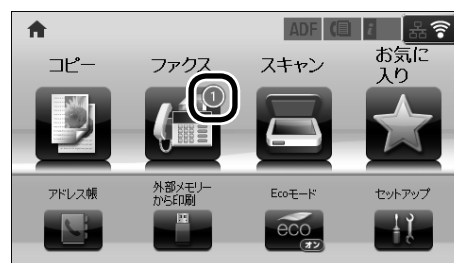 ADF i
コピー
ファクス
①
スキャン
お気に
入り
アドレス帳
外部メモリー
から印刷
Ecoモード
eco
オン
セットアップ